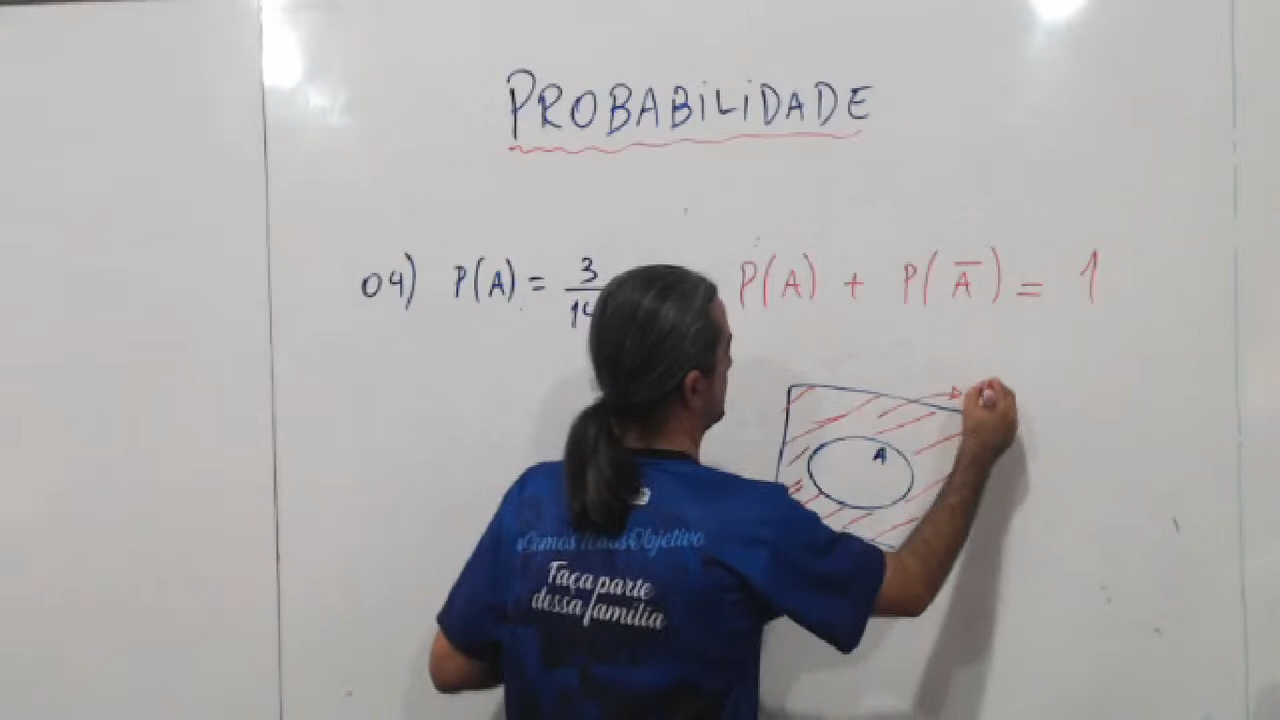 PROBABILIDADE
04) P(A) = 3
P(A) + P(A̅) = 1
A
Faça parte
dessa família